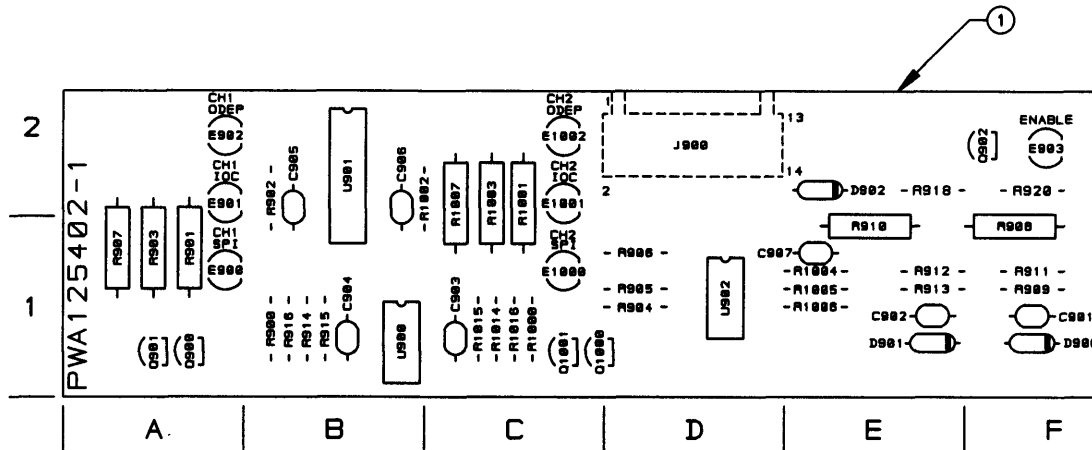 1
2
1
PWA125402-1
CH1
ODEP
E902
CH1
IOC
E901
CH1
SPI
E900
R907
R903
R901
Q901
Q900
R902
C905
U901
C906
R1002
R900
R916
R914
R915
C904
U900
CH2
ODEP
E1002
CH2
IOC
E1001
CH2
SPI
E1000
R1007
R1003
R1001
C903
R1015
R1014
R1016
R1000
Q1001
Q1000
1
13
J900
2
14
R906
R905
R904
U902
D902
R918
R910
C907
R1004
R1005
R1006
R912
R913
C902
D901
Q902
ENABLE
E903
R920
R908
R911
R909
C901
D900
A
B
C
D
E
F